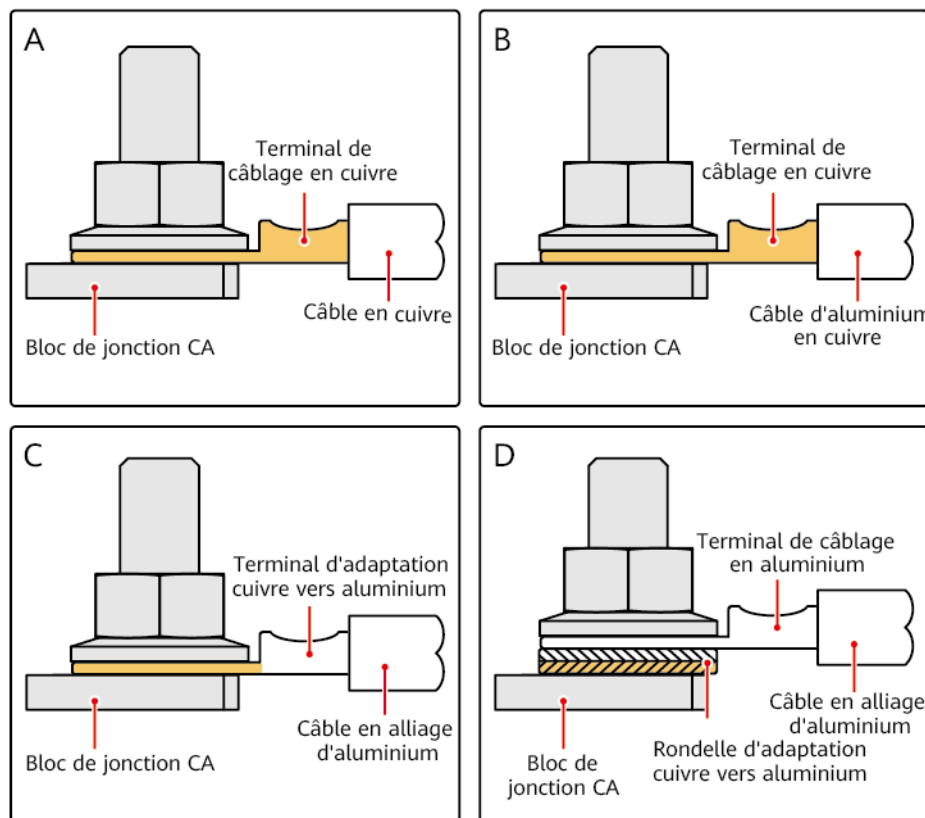 A
Terminal de
câblage en cuivre
Câble en cuivre
Bloc de jonction CA
B
Terminal de
câblage en cuivre
Câble d'aluminium
en cuivre
Bloc de jonction CA
C
Terminal d'adaptation
cuivre vers aluminium
Câble en alliage
d'aluminium
Bloc de jonction CA
D
Terminal de câblage
en aluminium
Câble en alliage
d'aluminium
Rondelle d'adaptation
cuivre vers aluminium
Bloc de
jonction CA